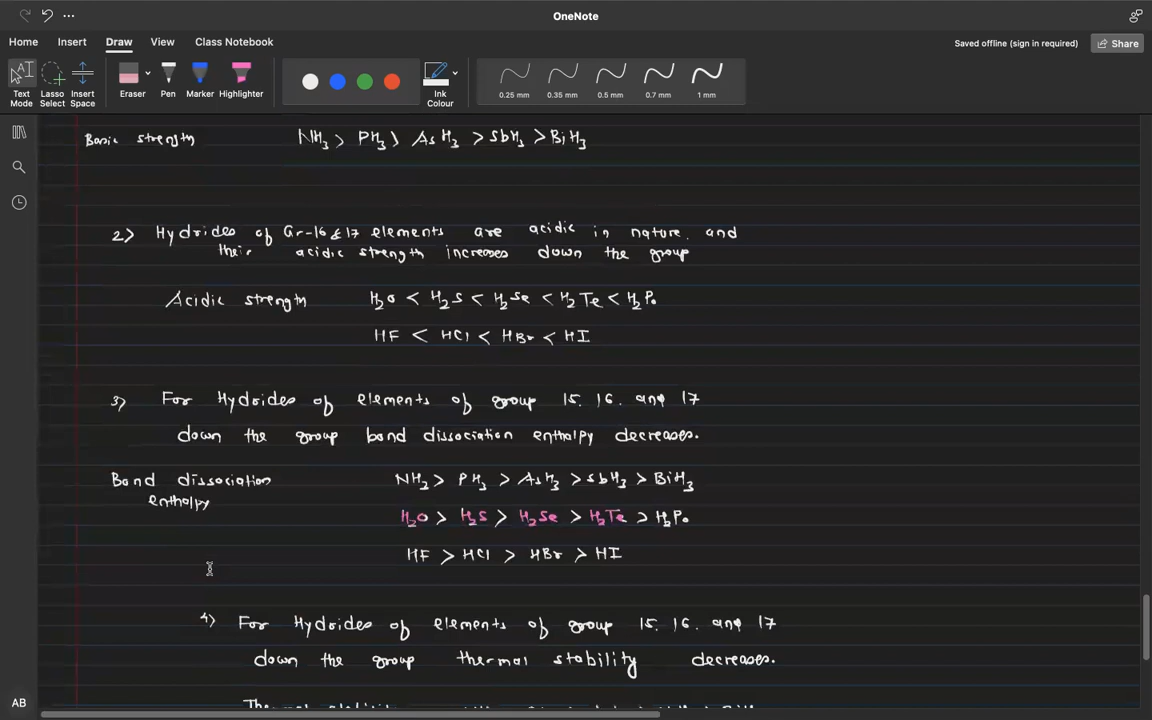 OneNote
Home Insert Draw View Class Notebook
Saved offline (sign in required) Share
Text Mode
Lasso Select
Insert Space
Eraser
Pen
Marker
Highlighter
Ink Colour
0.25 mm 0.35 mm 0.5 mm 0.7 mm 1 mm
Basic strength NH₃ > PH₃ > AsH₃ > SbH₃ > BiH₃
2) Hydrides of Gr-16 & 17 elements are acidic in nature. and
their acidic strength increases down the group
Acidic strength H₂O < H₂S < H₂Se < H₂Te < H₂Po
HF < HCl < HBr < HI
3) For Hydrides of elements of group 15. 16. and 17
down the group bond dissociation enthalpy decreases.
Bond dissociation NH₃ > PH₃ > AsH₃ > SbH₃ > BiH₃
enthalpy
H₂O > H₂S > H₂Se > H₂Te > H₂Po
HF > HCl > HBr > HI
4) For Hydrides of elements of group 15. 16. and 17
down the group thermal stability decreases.
AB